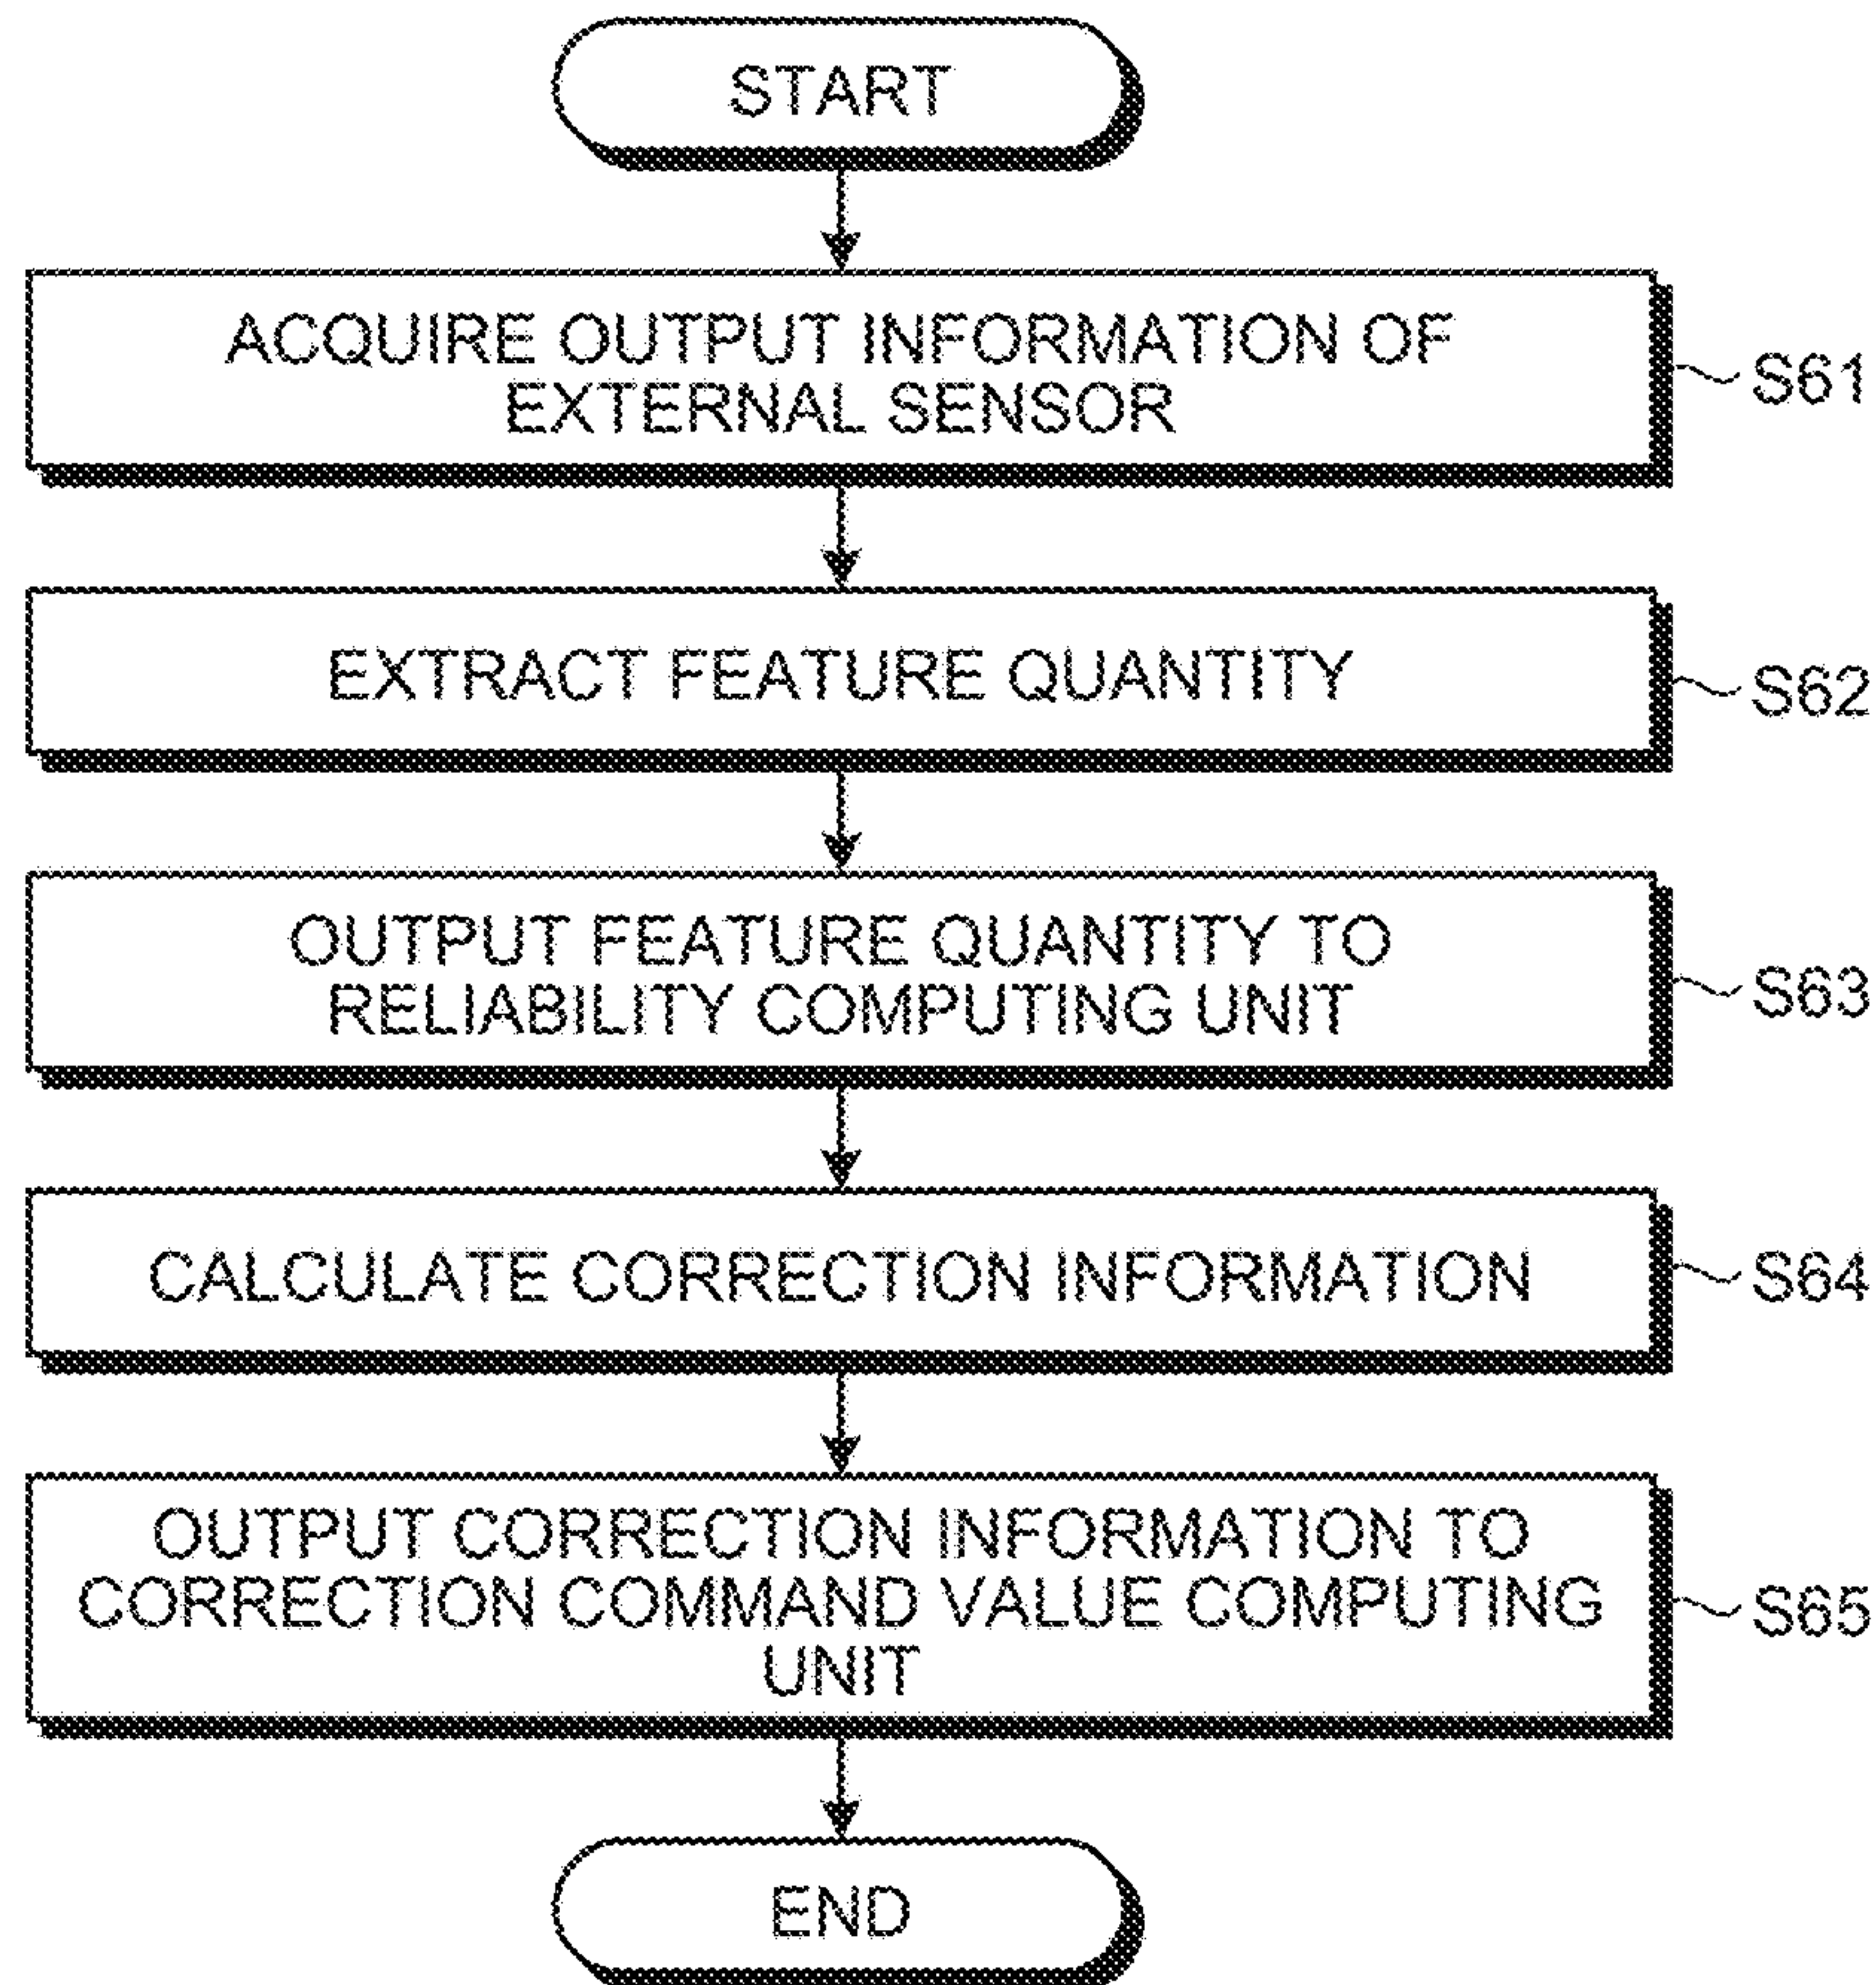 START
ACQUIRE OUTPUT INFORMATION OF
EXTERNAL SENSOR
S61
EXTRACT FEATURE QUANTITY
S62
OUTPUT FEATURE QUANTITY TO
RELIABILITY COMPUTING UNIT
S63
CALCULATE CORRECTION INFORMATION
S64
OUTPUT CORRECTION INFORMATION TO
CORRECTION COMMAND VALUE COMPUTING
UNIT
S65
END